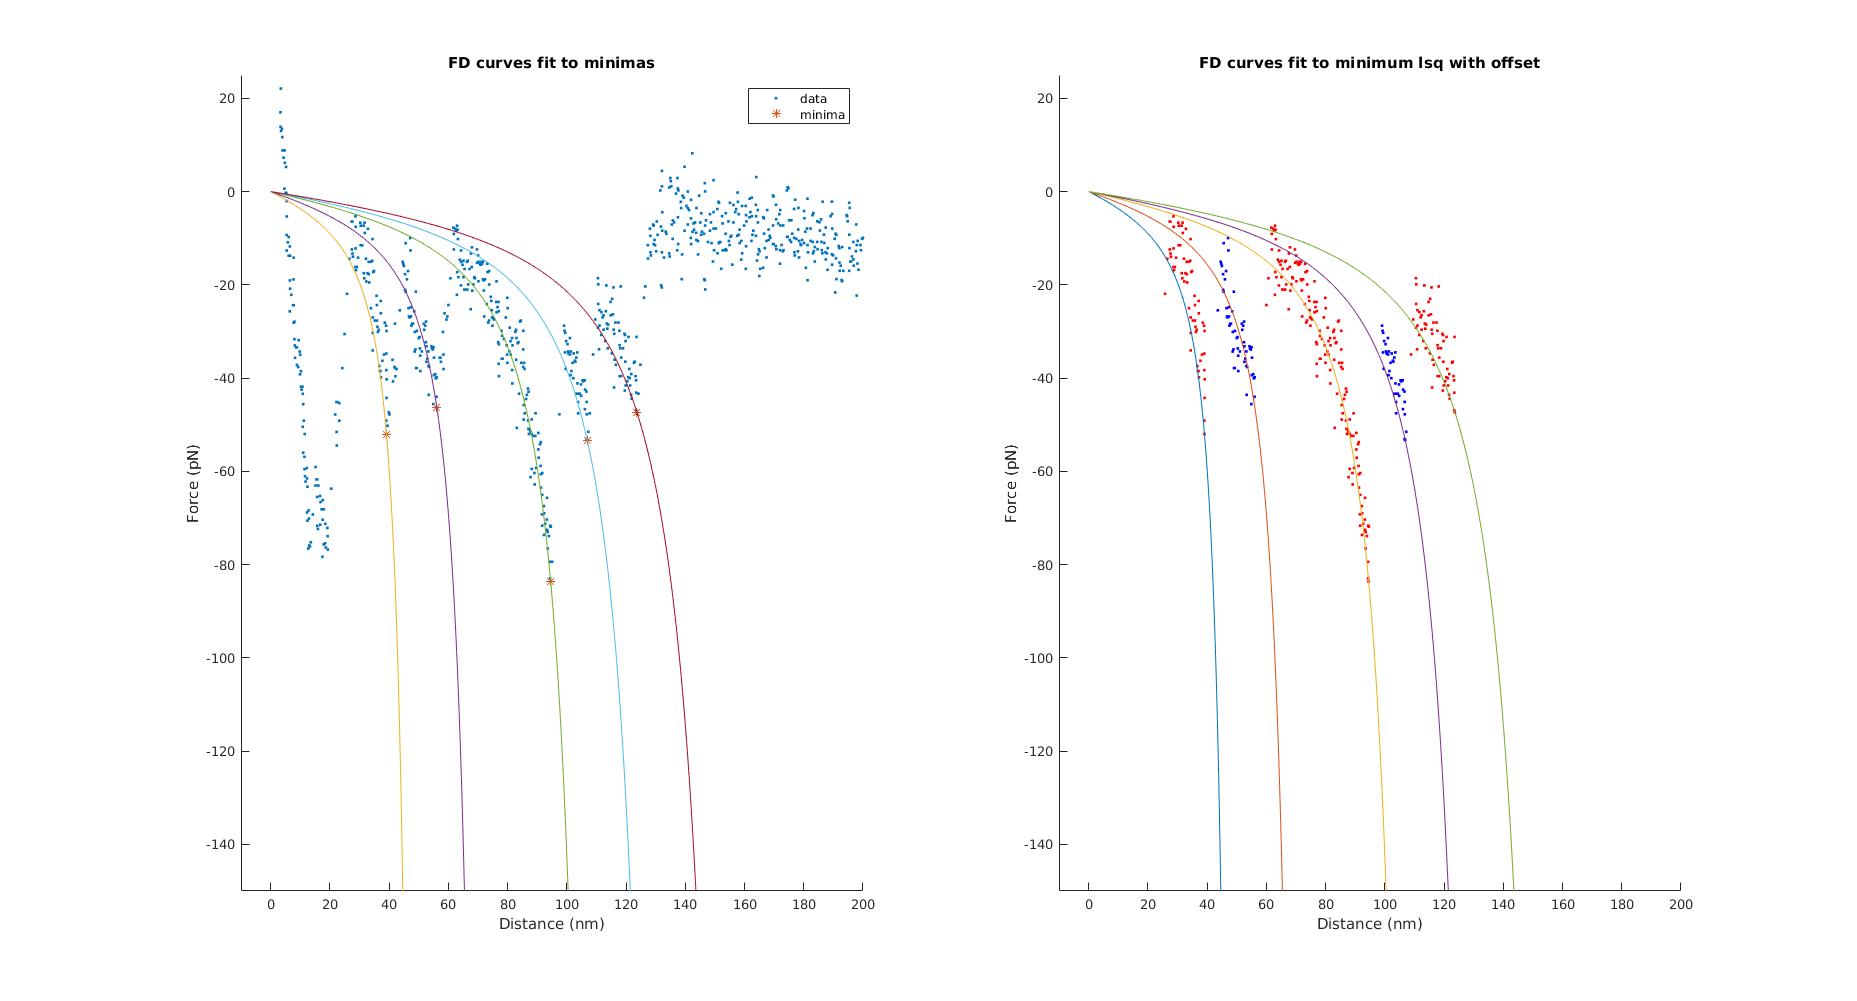 FD curves fit to minimas
data
minima
20
0
-20
-40
-60
-80
-100
-120
-140
Force (pN)
0 20 40 60 80 100 120 140 160 180 200
Distance (nm)
FD curves fit to minimum lsq with offset
20
0
-20
-40
-60
-80
-100
-120
-140
Force (pN)
0 20 40 60 80 100 120 140 160 180 200
Distance (nm)